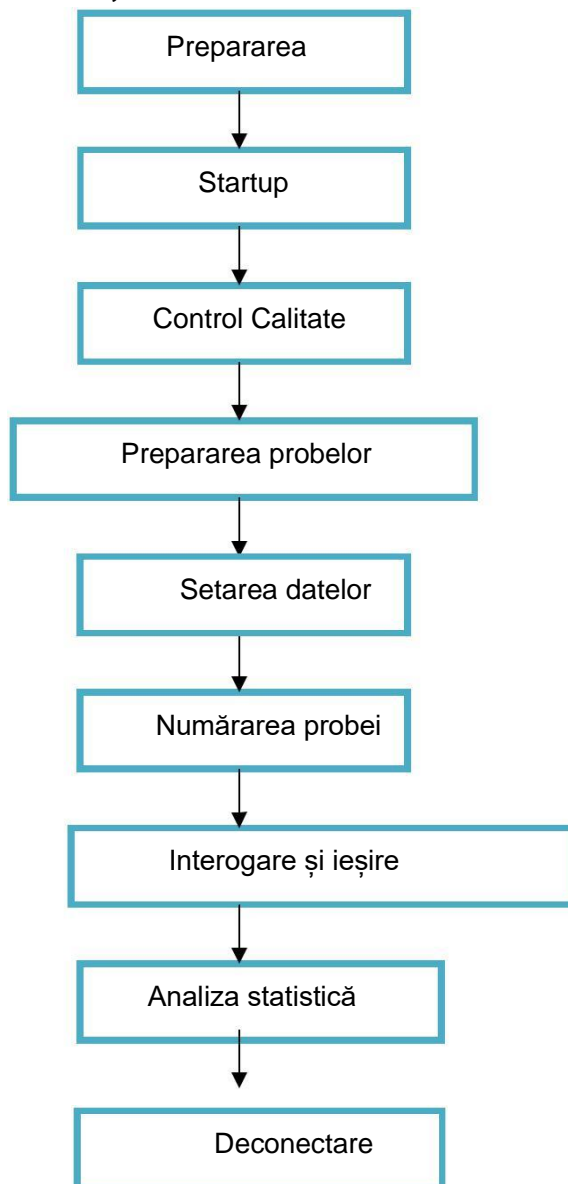 Prepararea
Startup
Control Calitate
Prepararea probelor
Setarea datelor
Numărarea probei
Interogare și ieșire
Analiza statistică
Deconectare